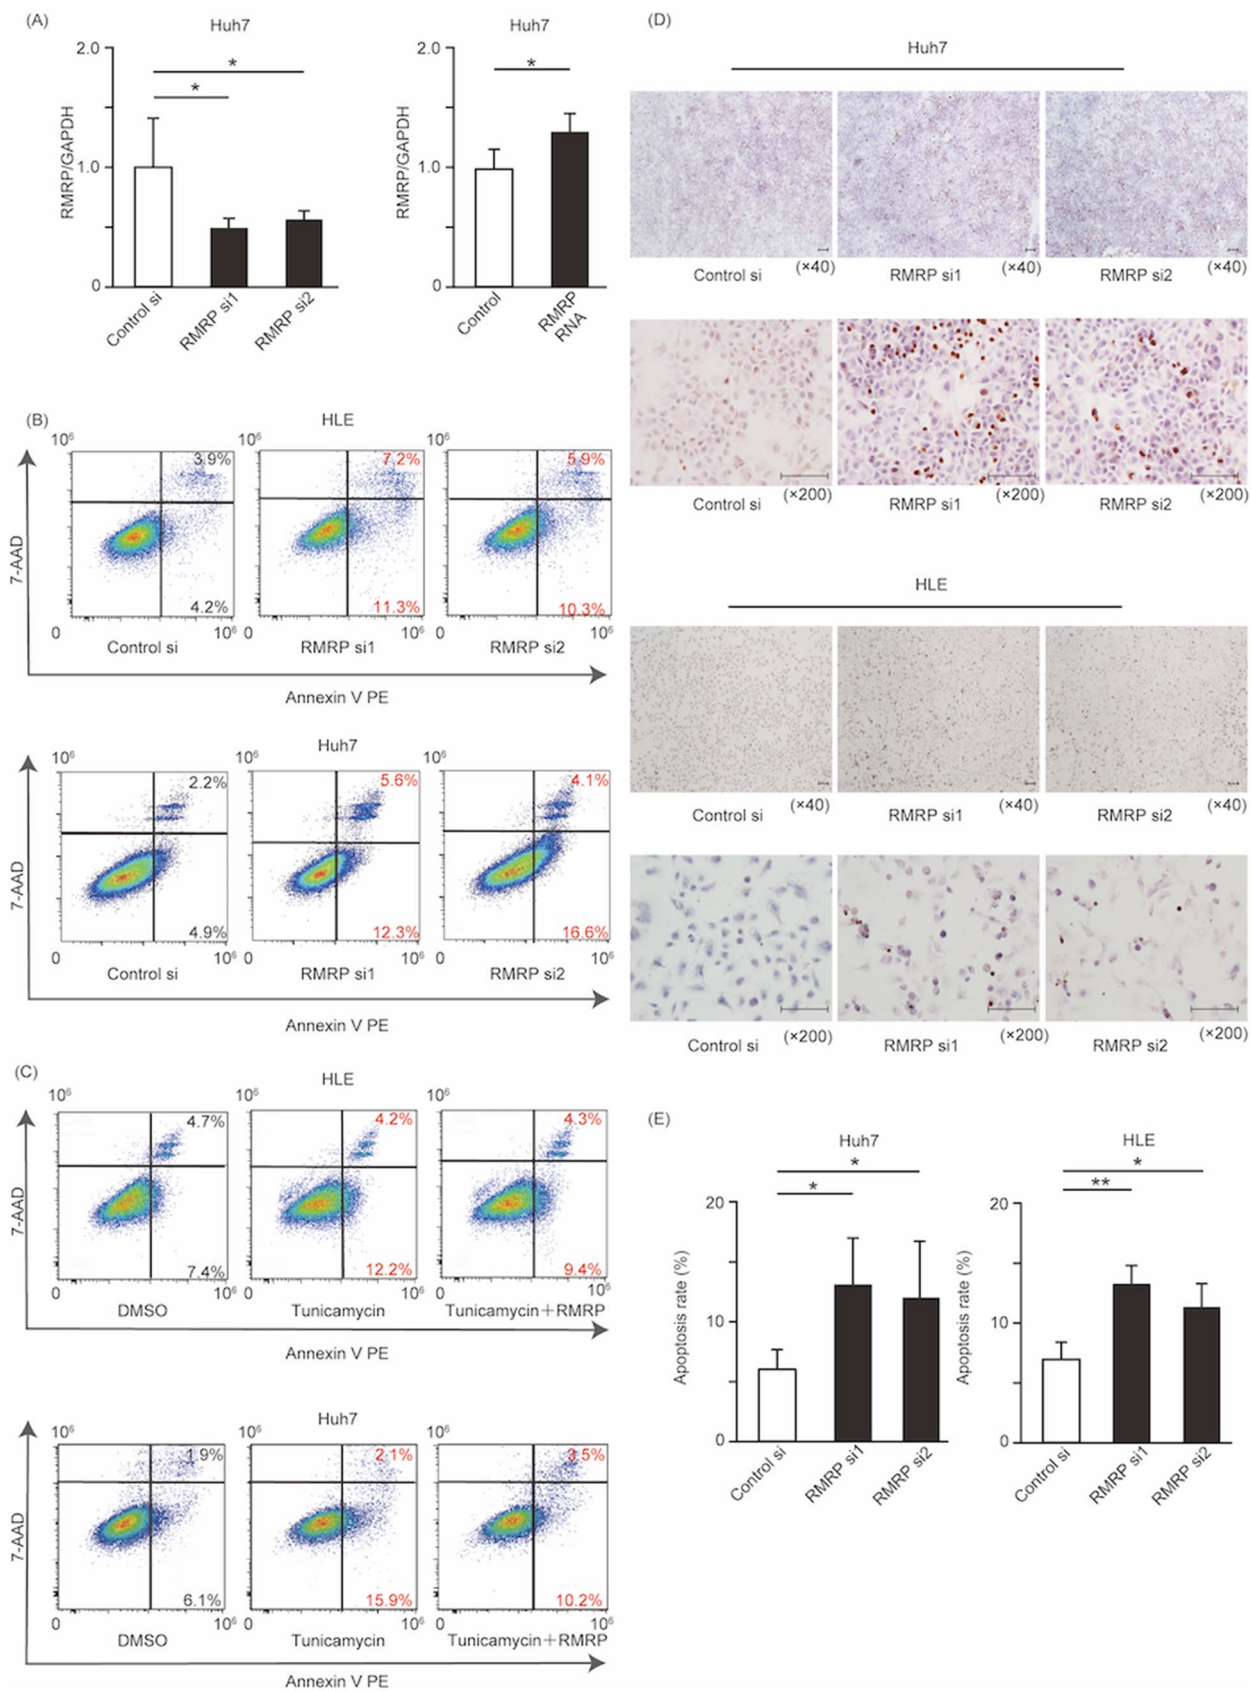 (A)
Huh7
2.0
1.0
0
RMRP/GAPDH
*
*
Control si
RMRP si1
RMRP si2
Huh7
2.0
1.0
0
RMRP/GAPDH
*
Control
RMRP
RNA
(B)
HLE
10⁶ 10⁶ 10⁶
3.9% 7.2% 5.9%
7-AAD
4.2% 11.3% 10.3%
0 10⁶ 0 10⁶ 0 10⁶
Control si RMRP si1 RMRP si2
Annexin V PE
Huh7
10⁶ 10⁶ 10⁶
2.2% 5.6% 4.1%
7-AAD
4.9% 12.3% 16.6%
0 10⁶ 0 10⁶ 0 10⁶
Control si RMRP si1 RMRP si2
Annexin V PE
(C)
HLE
10⁶ 10⁶ 10⁶
4.7% 4.2% 4.3%
7-AAD
7.4% 12.2% 9.4%
0 10⁶ 0 10⁶ 0 10⁶
DMSO Tunicamycin Tunicamycin+RMRP
Annexin V PE
Huh7
10⁶ 10⁶ 10⁶
1.9% 2.1% 3.5%
7-AAD
6.1% 15.9% 10.2%
0 10⁶ 0 10⁶ 0 10⁶
DMSO Tunicamycin Tunicamycin+RMRP
Annexin V PE
(D)
Huh7
Control si (×40) RMRP si1 (×40) RMRP si2 (×40)
Control si (×200) RMRP si1 (×200) RMRP si2 (×200)
HLE
Control si (×40) RMRP si1 (×40) RMRP si2 (×40)
Control si (×200) RMRP si1 (×200) RMRP si2 (×200)
(E)
Huh7
*
*
20
10
0
Apoptosis rate (%)
Control si
RMRP si1
RMRP si2
HLE
*
**
20
10
0
Apoptosis rate (%)
Control si
RMRP si1
RMRP si2